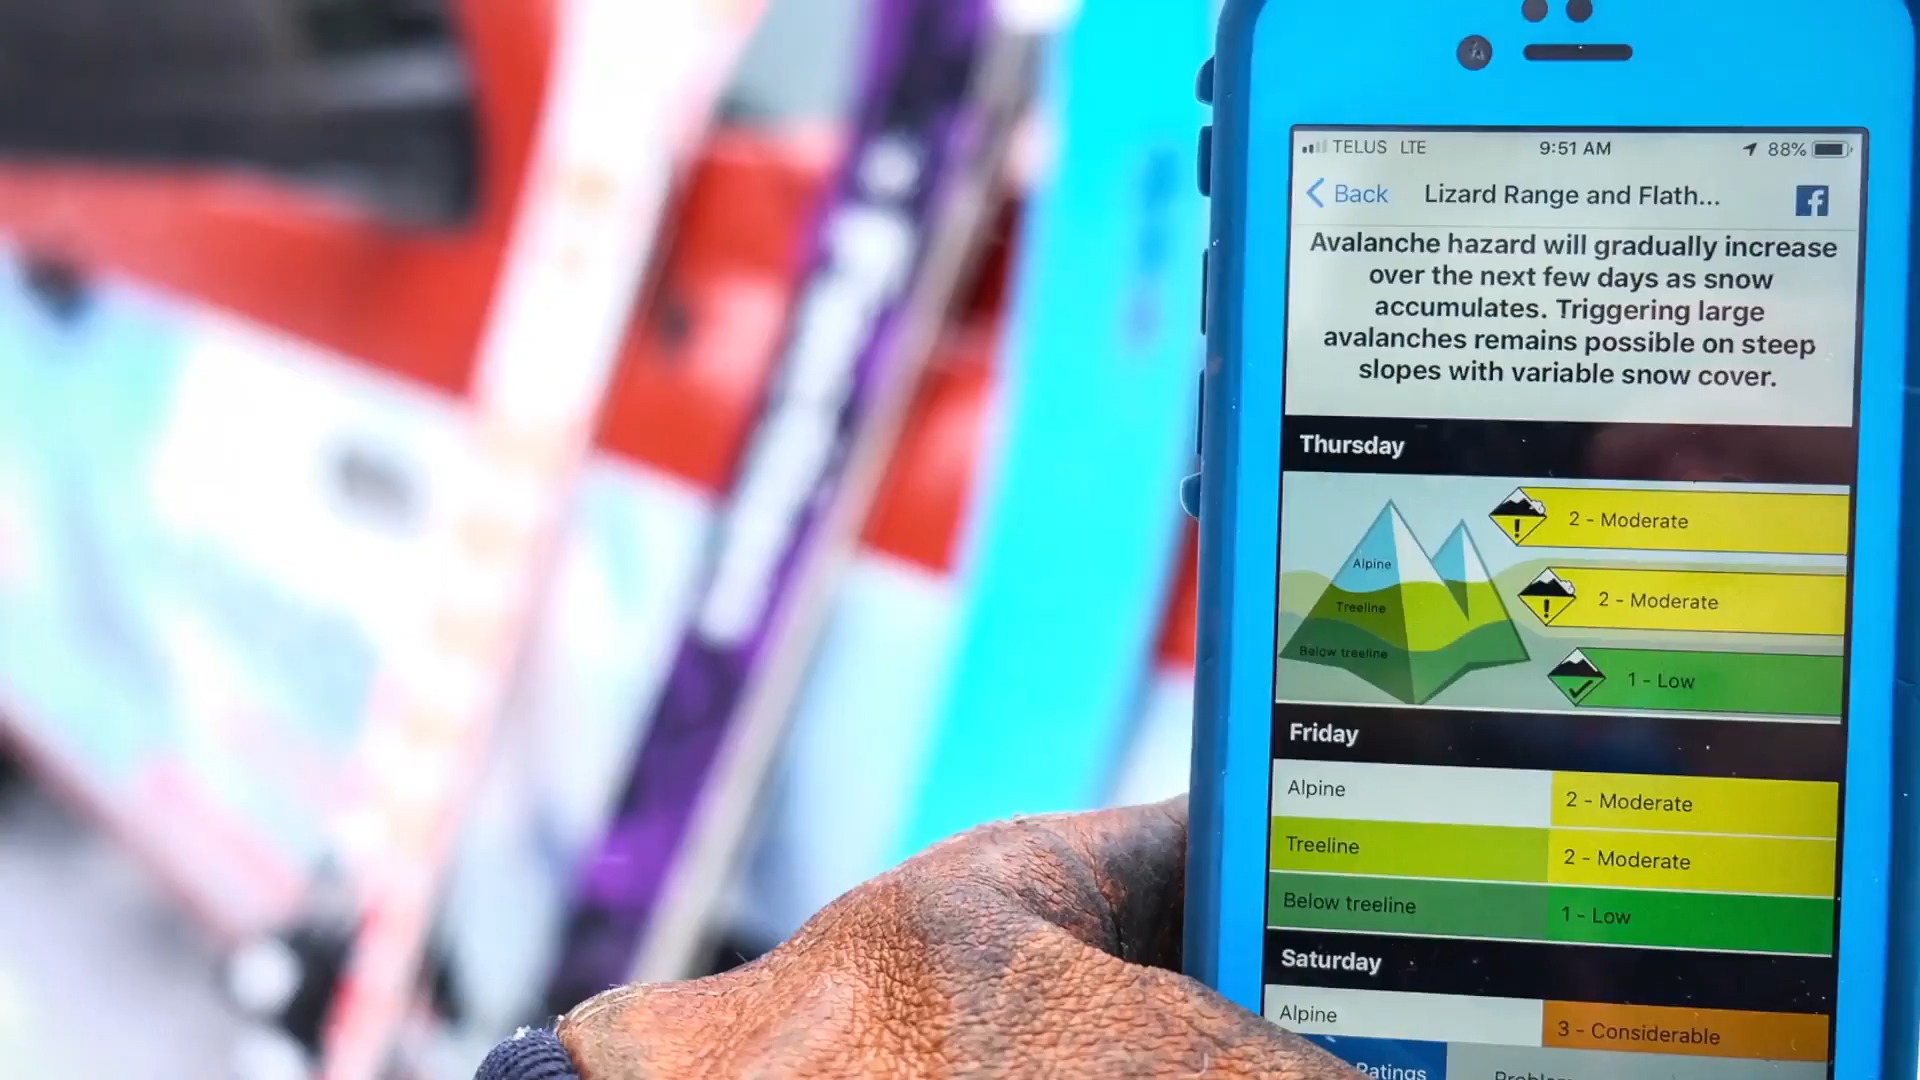 TELUS LTE 9:51 AM 88%
Back Lizard Range and Flath...
Avalanche hazard will gradually increase
over the next few days as snow
accumulates. Triggering large
avalanches remains possible on steep
slopes with variable snow cover.
Thursday
2 - Moderate
Alpine
2 - Moderate
Treeline
Below treeline
1 - Low
Friday
Alpine 2 - Moderate
Treeline 2 - Moderate
Below treeline 1 - Low
Saturday
Alpine 3 - Considerable
Ratings